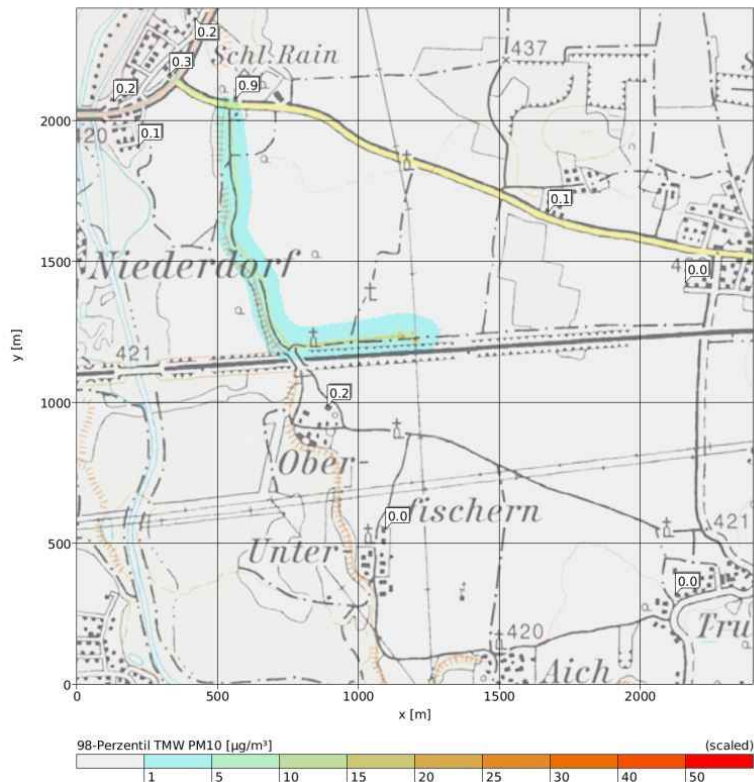 0.2
Schl. Rain
437
0.3
0.2
0.9
2000
420
0.1
0.1
1500
Niederdorf
0.0
421
1000
0.2
Ober-
0.0
fischern
421
500
Unter-
0.0
420
Tru
Aich
0
0 500 1000 1500 2000
y [m]
x [m]
98-Perzentil TMW PM10 [µg/m³] (scaled)
1 5 10 15 20 25 30 40 50